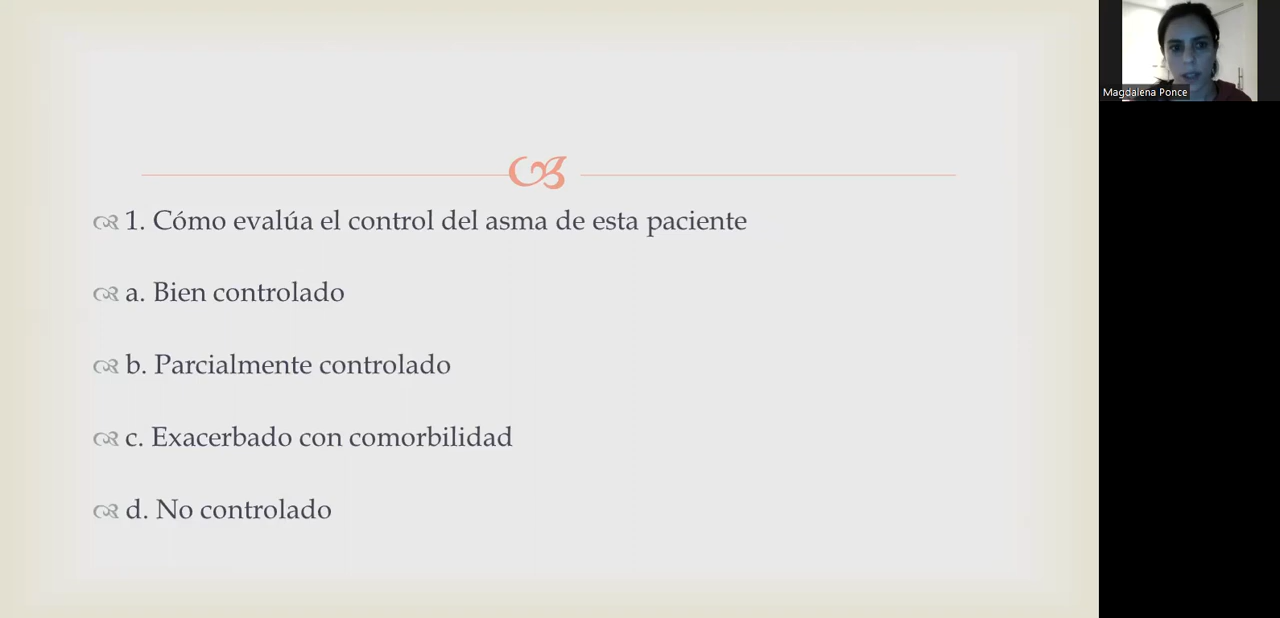 1. Cómo evalúa el control del asma de esta paciente
a. Bien controlado
b. Parcialmente controlado
c. Exacerbado con comorbilidad
d. No controlado
Magdalena Ponce